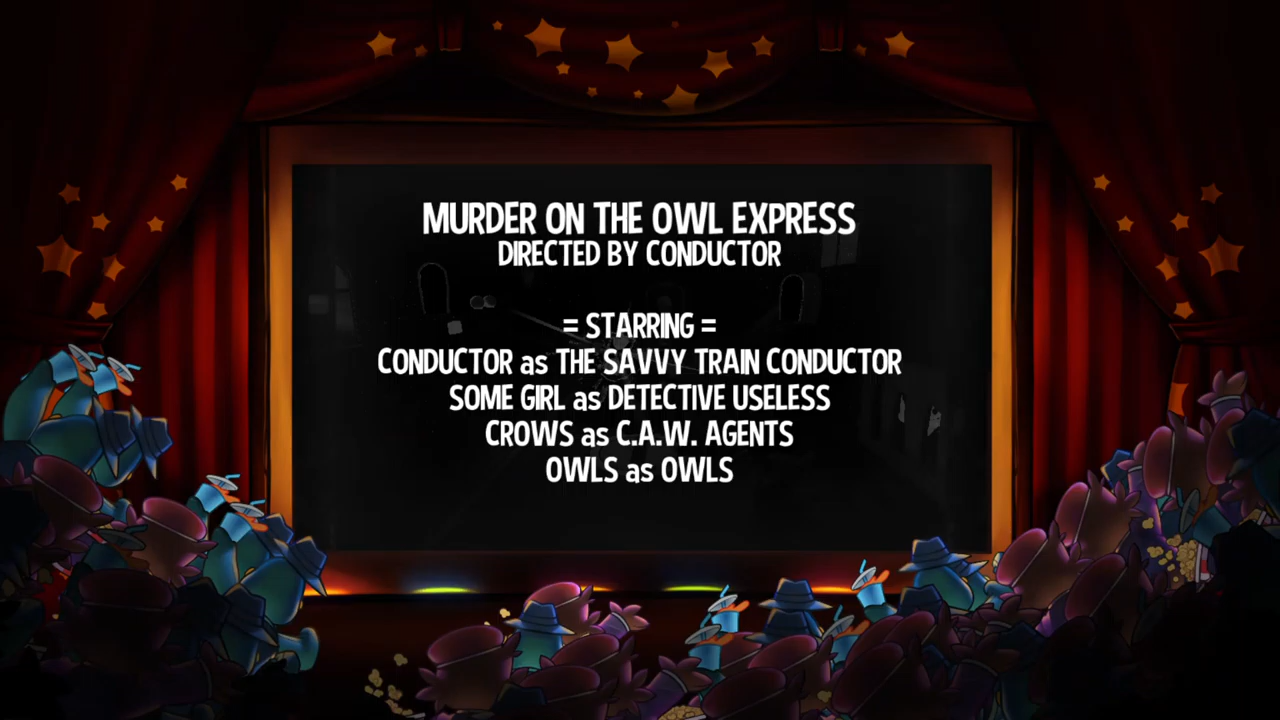 MURDER ON THE OWL EXPRESS
DIRECTED BY CONDUCTOR
= STARRING =
CONDUCTOR as THE SAVVY TRAIN CONDUCTOR
SOME GIRL as DETECTIVE USELESS
CROWS as C.A.W. AGENTS
OWLS as OWLS